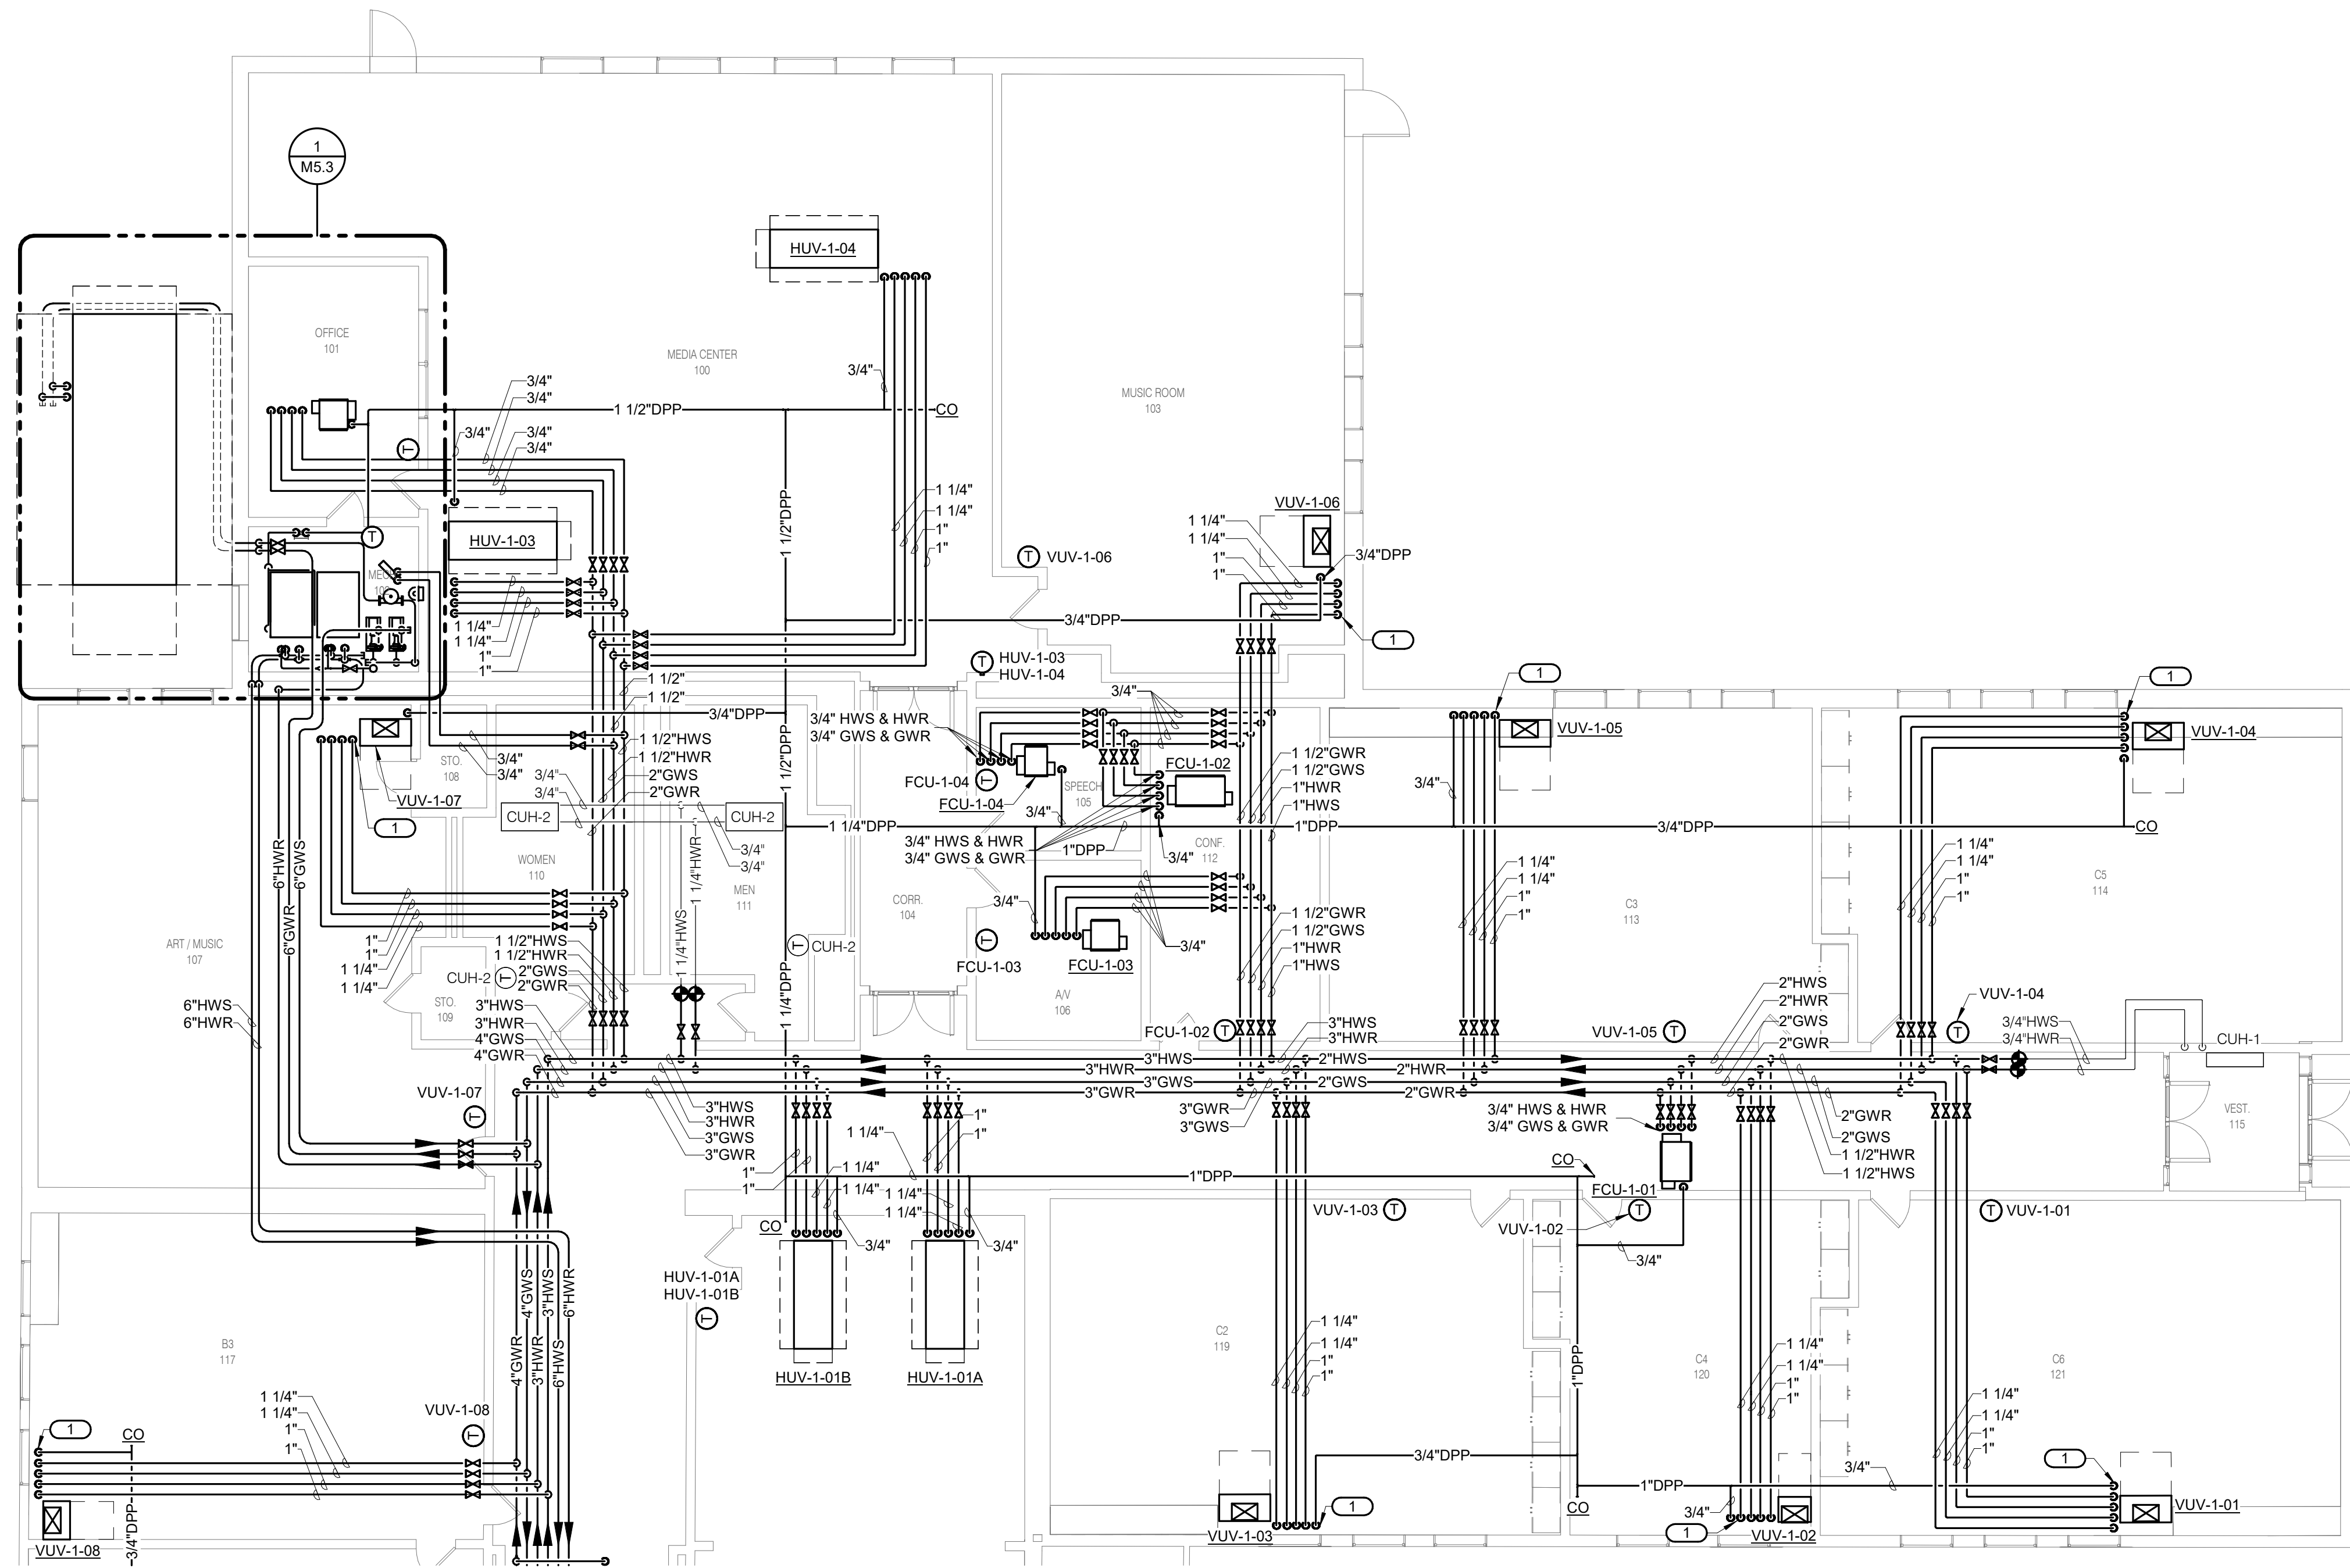 1
M5.3
HUV-1-04
OFFICE
101
MEDIA CENTER
100
3/4"
MUSIC ROOM
103
3/4"
3/4"
1 1/2"DPP
CO
3/4"
3/4"
3/4"
T
1 1/4"
1 1/4"
1"
1"
1 1/2"DPP
VUV-1-06
1 1/4"
1 1/4"
1"
1"
HUV-1-03
T
T
VUV-1-06
3/4"DPP
1 1/4"
1 1/4"
1"
1"
3/4"DPP
1
T
HUV-1-03
HUV-1-04
1 1/2"
1 1/2"
3/4"
1
1
3/4"DPP
3/4" HWS & HWR
3/4" GWS & GWR
VUV-1-05
VUV-1-04
STO.
108
3/4"
3/4"
1 1/2"HWS
1 1/2"HWR
2"GWS
2"GWR
1 1/2"DPP
1 1/2"GWR
1 1/2"GWS
1"HWR
1"HWS
FCU-1-04
T
FCU-1-04
SPEECH
105
FCU-1-02
3/4"
3/4"
VUV-1-07
1
3/4"
3/4"
CUH-2
CUH-2
3/4"
3/4"
3/4"
1 1/4"DPP
1"DPP
3/4"DPP
CO
3/4" HWS & HWR
3/4" GWS & GWR
1"DPP
3/4"
CONF.
112
WOMEN
110
1 1/4"HWR
MEN
111
6"HWR
6"GWS
6"GWR
1 1/4"
1 1/4"
1"
1"
1 1/4"
1 1/4"
1"
1"
C5
114
C3
113
CORR.
104
3/4"
3/4"
FCU-1-03
T
FCU-1-03
1 1/2"GWR
1 1/2"GWS
1"HWR
1"HWS
ART / MUSIC
107
1"
1"
1 1/4"
1 1/4"
1 1/2"HWS
1 1/2"HWR
2"GWS
2"GWR
CUH-2
T
1 1/4"HWS
T
CUH-2
1 1/4"DPP
A/V
106
STO.
109
6"HWS
6"HWR
3"HWS
3"HWR
4"GWS
4"GWR
FCU-1-02
T
3"HWS
3"HWR
VUV-1-05
T
2"HWS
2"HWR
2"GWS
2"GWR
VUV-1-04
T
3/4"HWS
3/4"HWR
CUH-1
3"HWS
2"HWS
3"HWR
2"HWR
3"GWS
2"GWS
3"GWR
2"GWR
VUV-1-07
T
3"HWS
3"HWR
3"GWS
3"GWR
1"
1"
1 1/4"
3"GWR
3"GWS
3/4" HWS & HWR
3/4" GWS & GWR
2"GWR
2"GWS
1 1/2"HWR
1 1/2"HWS
VEST.
115
1"
1"
1 1/4"
1 1/4"
1 1/4"
1 1/4"
1"DPP
CO
FCU-1-01
CO
3/4"
3/4"
VUV-1-03
T
VUV-1-02
T
3/4"
T
VUV-1-01
HUV-1-01A
HUV-1-01B
T
4"GWR
4"GWS
3"HWR
3"HWS
6"HWS
6"HWR
HUV-1-01B
HUV-1-01A
B3
117
C2
119
1 1/4"
1 1/4"
1"
1"
1"DPP
C4
120
1 1/4"
1 1/4"
1"
1"
C6
121
1 1/4"
1 1/4"
1"
1"
1 1/4"
1 1/4"
1"
1"
VUV-1-08
T
1
CO
3/4"DPP
VUV-1-08
3/4"DPP
1
VUV-1-03
CO
1"DPP
3/4"
1
VUV-1-02
3/4"
1
VUV-1-01